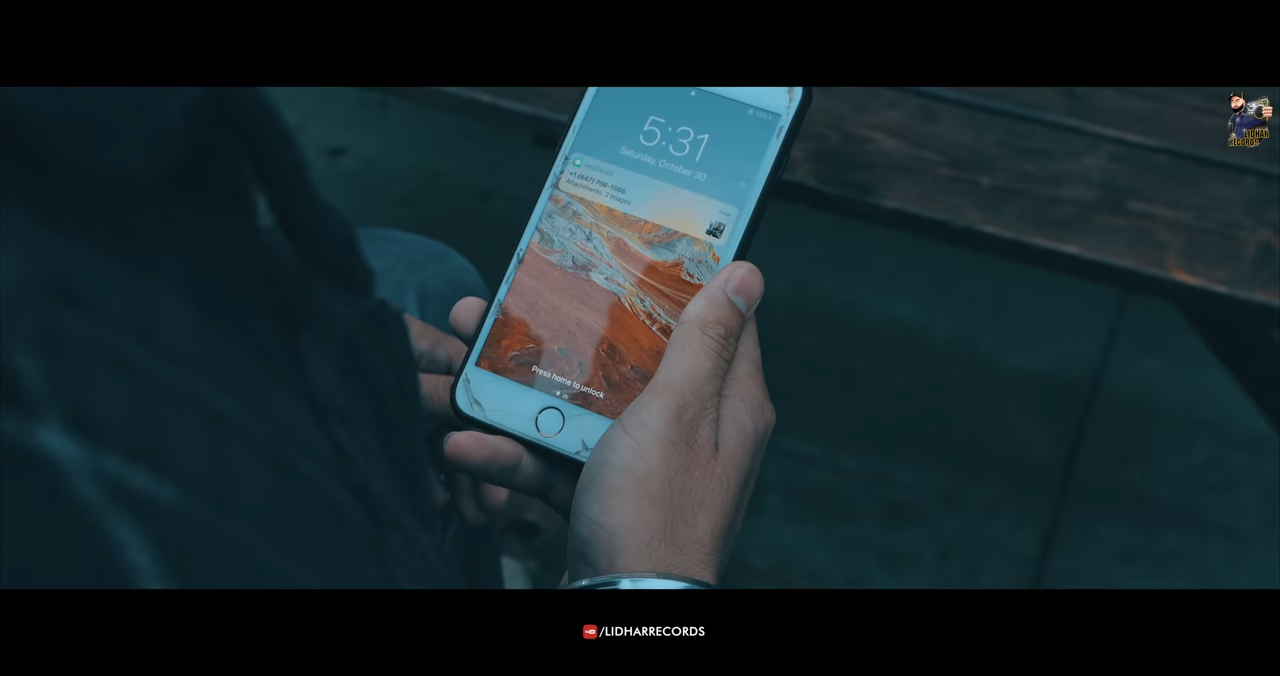 LIDHAR
RECORDS
5:31
Saturday, October 30
MESSAGES
+1 (647) 706-1566
Attachments: 2 Images
Press home to unlock
/LIDHARRECORDS